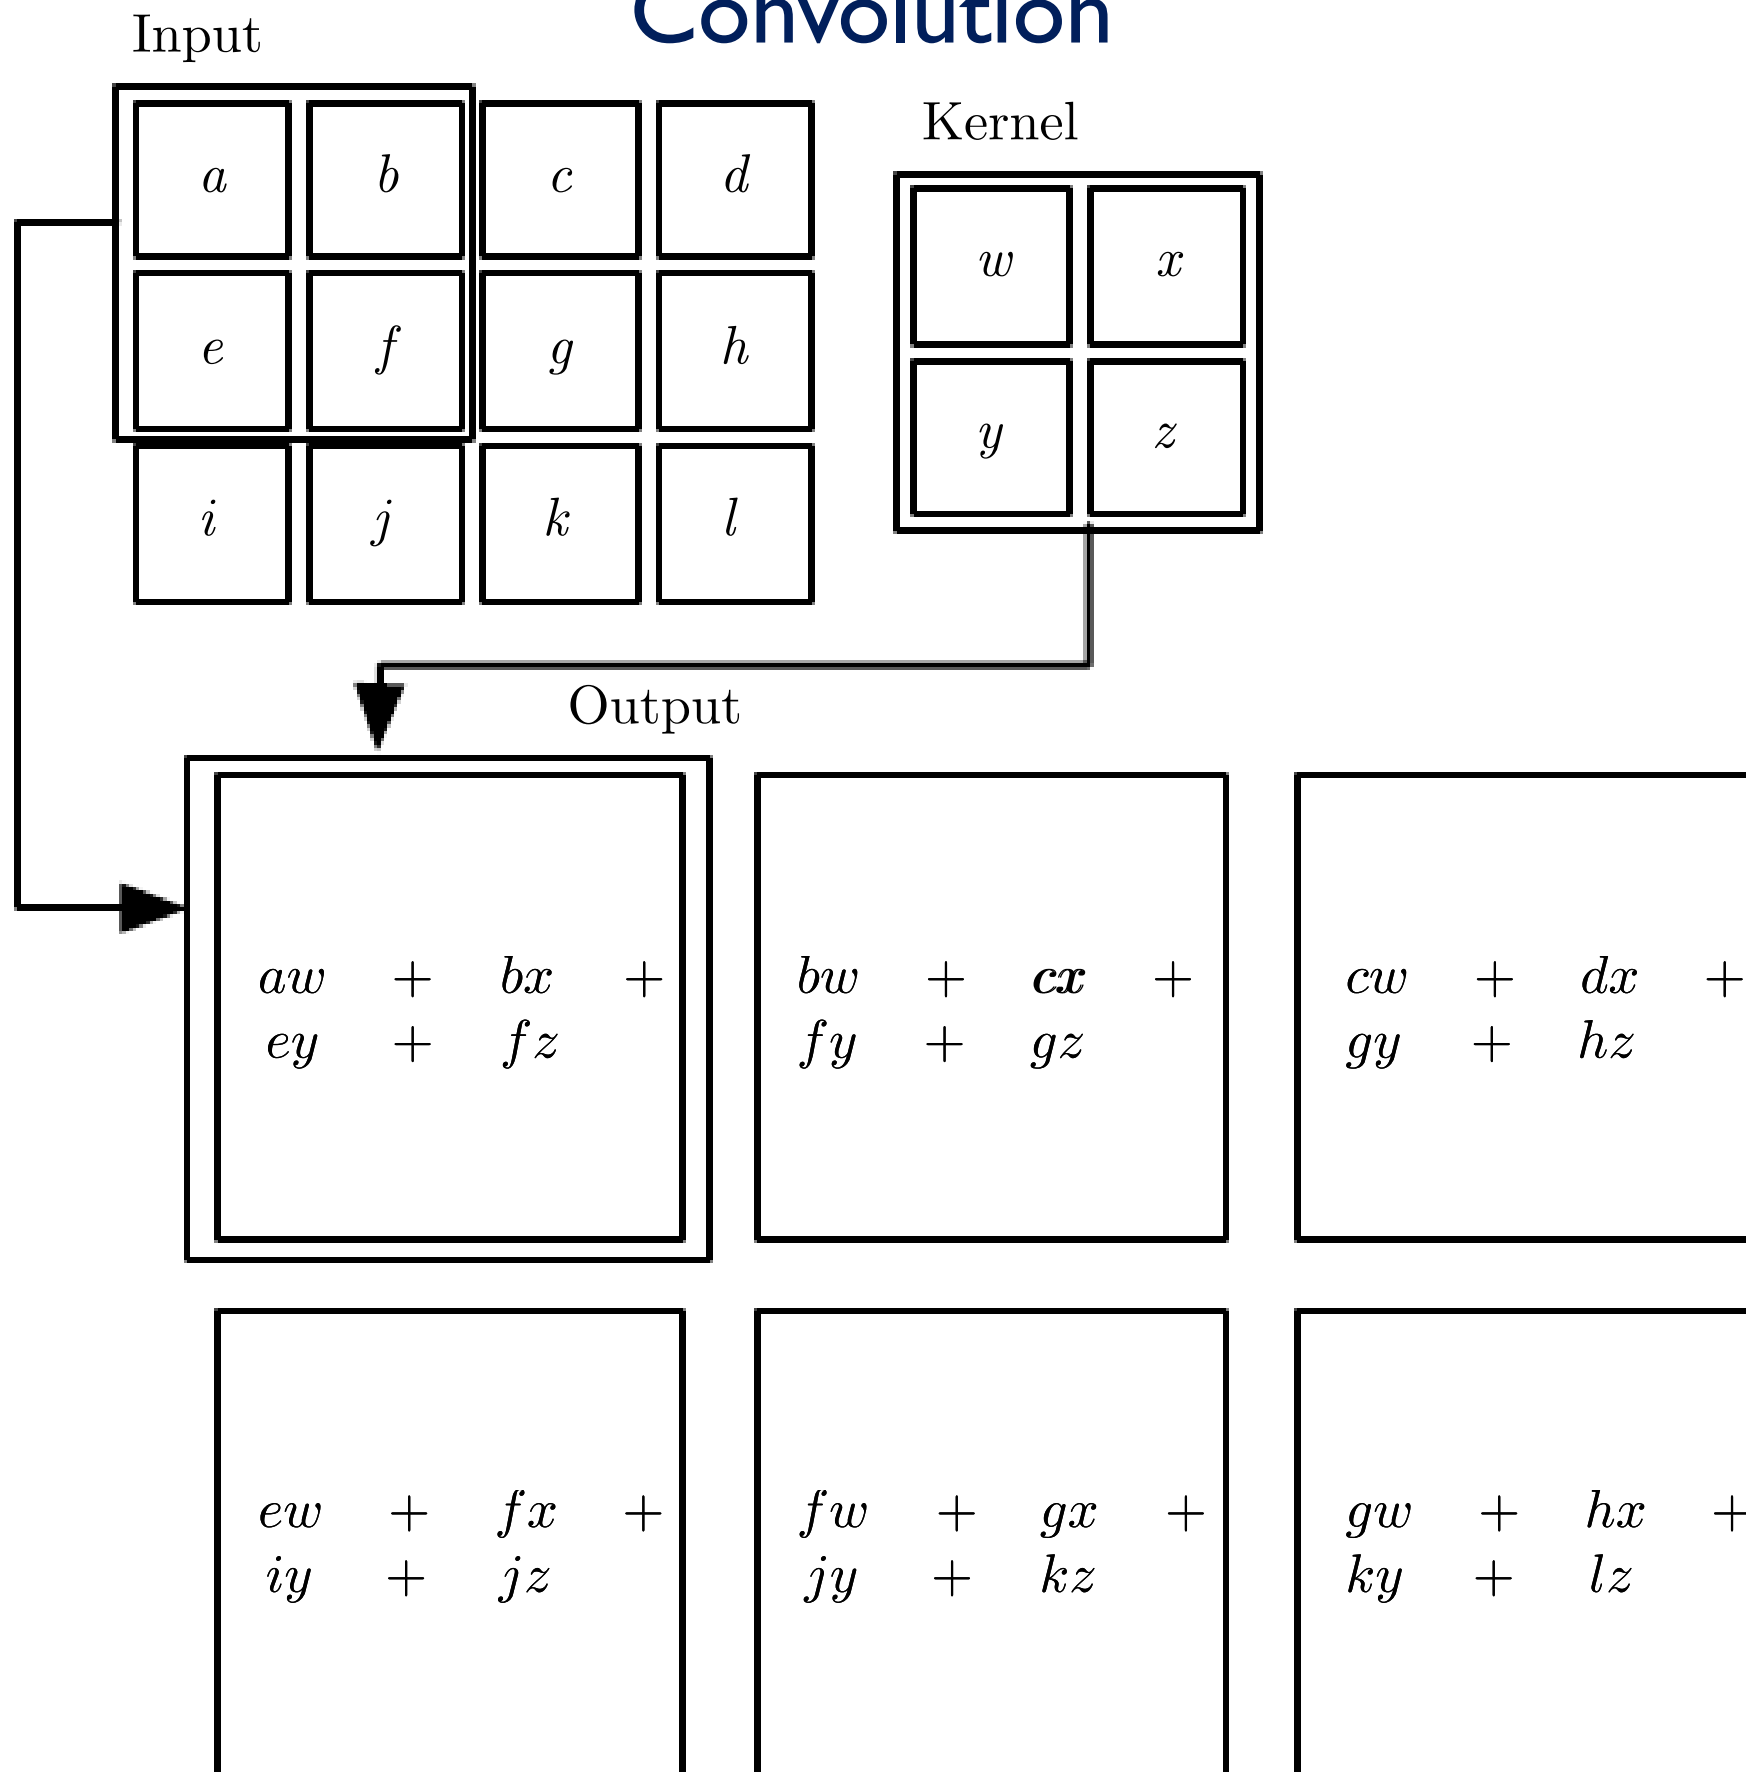 Convolution
Input
Kernel
a b c d
w x
e f g h
y z
i j k l
Output
aw + bx +
ey + fz
bw + cx +
fy + gz
cw + dx +
gy + hz
ew + fx +
iy + jz
fw + gx +
jy + kz
gw + hx +
ky + lz